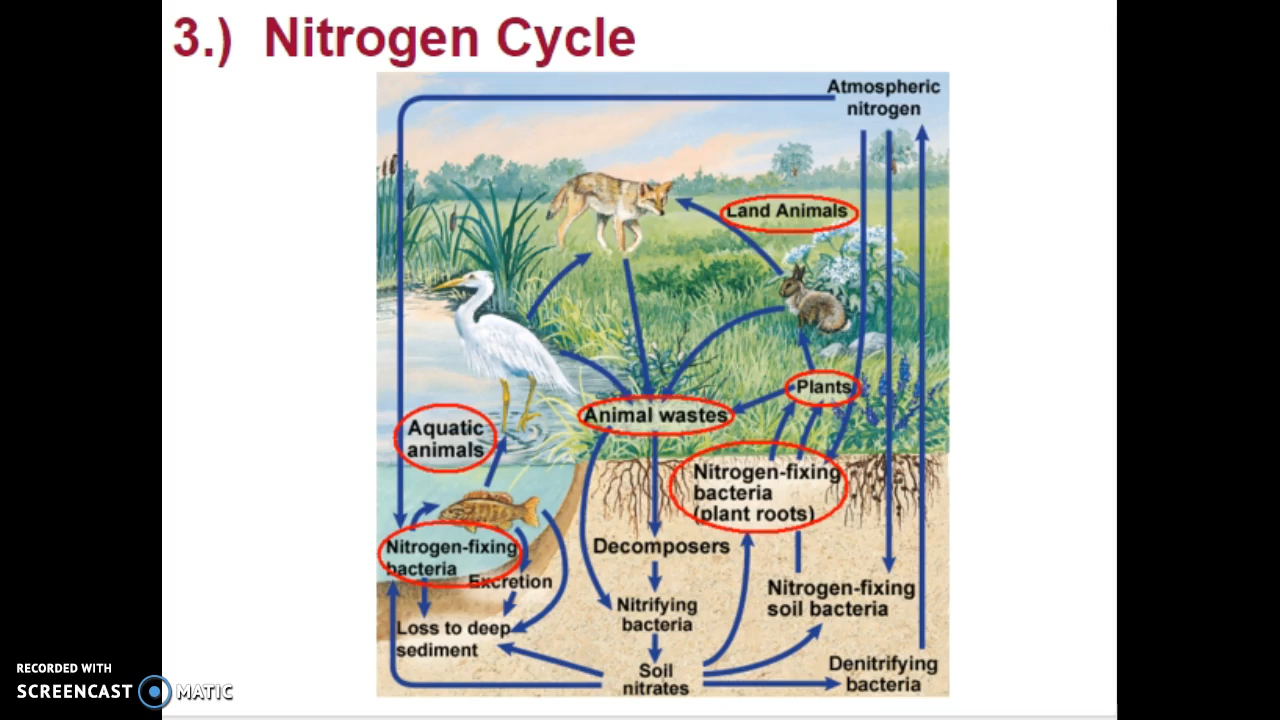 3.) Nitrogen Cycle
Atmospheric
nitrogen
Land Animals
Plants
Animal wastes
Aquatic
animals
Nitrogen-fixing
bacteria
(plant roots)
Nitrogen-fixing
bacteria
Excretion
Decomposers
Nitrogen-fixing
soil bacteria
Nitrifying
bacteria
Loss to deep
sediment
Soil
nitrates
Denitrifying
bacteria
RECORDED WITH
SCREENCAST MATIC